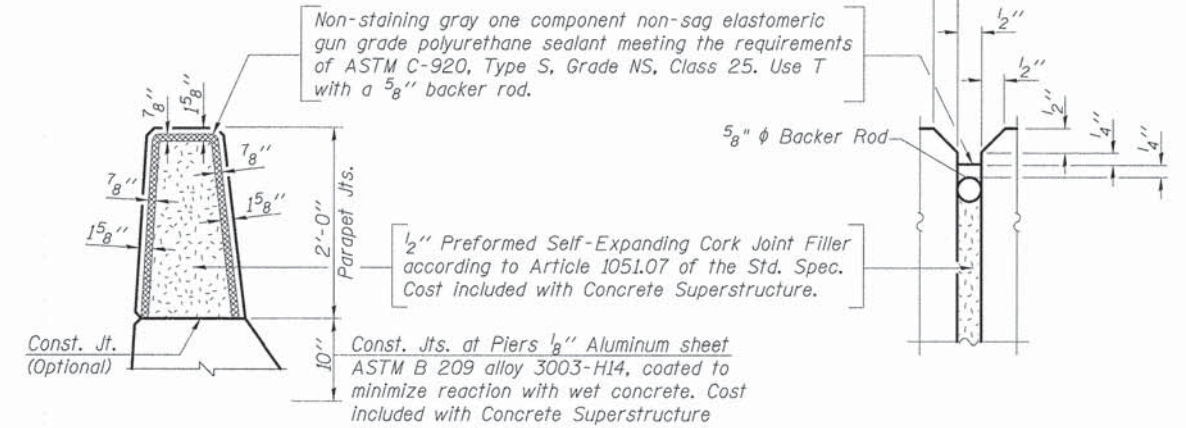 Non-staining gray one component non-sag elastomeric
gun grade polyurethane sealant meeting the requirements
of ASTM C-920, Type S, Grade NS, Class 25. Use T
with a 5/8" backer rod.
1/2"
1/2"
1/2"
1/4"
1/4"
5/8" ϕ Backer Rod
7/8"
1 5/8"
7/8"
7/8"
1 5/8"
1 5/8"
2'-0"
Parapet Jts.
1/2" Preformed Self-Expanding Cork Joint Filler
according to Article 1051.07 of the Std. Spec.
Cost included with Concrete Superstructure.
Const. Jt.
(Optional)
10"
Const. Jts. at Piers 1/8" Aluminum sheet
ASTM B 209 alloy 3003-H14, coated to
minimize reaction with wet concrete. Cost
included with Concrete Superstructure